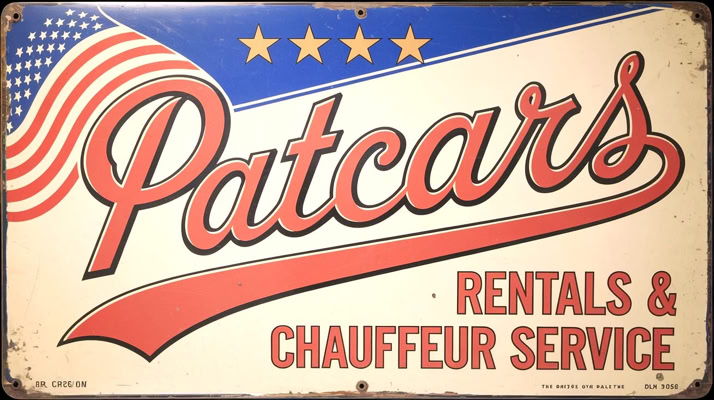 Patcars
RENTALS &
CHAUFFEUR SERVICE